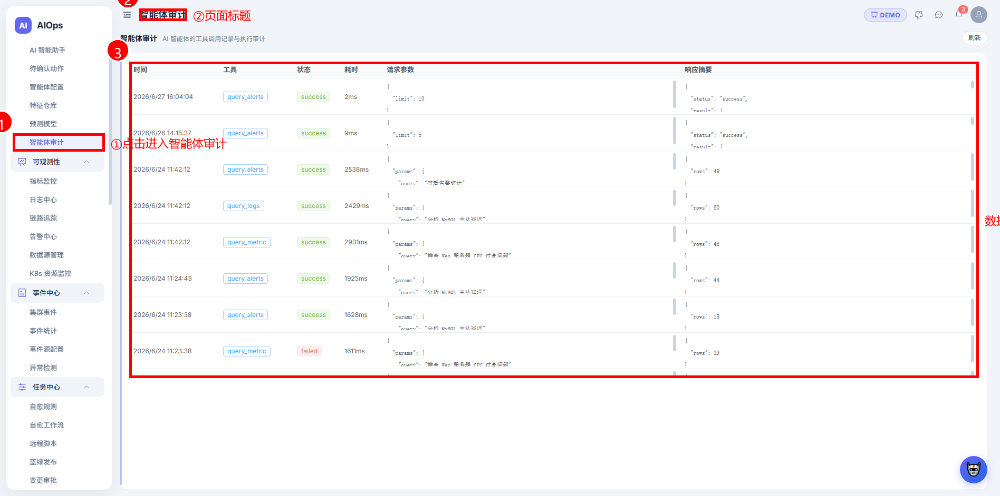 AI AIOps
AI 智能助手
待确认动作
智能体配置
特征仓库
预测模型
1
智能体审计
①点击进入智能体审计
可观测性
指标监控
日志中心
链路追踪
告警中心
数据源管理
K8s 资源监控
事件中心
集群事件
事件统计
事件源配置
异常检测
任务中心
自愈规则
自愈工作流
远程脚本
蓝绿发布
变更审批
2
智能体审计 ②页面标题
DEMO
3
智能体审计 AI 智能体的工具调用记录与执行审计
刷新
3
时间 工具 状态 耗时 请求参数 响应摘要
2026/6/27 16:04:04 query_alerts success 2ms
{
"limit": 10
}
{
"status": "success",
"result": {
2026/6/26 14:15:37 query_alerts success 9ms
{
"limit": 5
}
{
"status": "success",
"result": {
2026/6/24 11:42:12 query_alerts success 2538ms
{
"params": {
"query": "查看告警统计"
{
"rows": 49
}
2026/6/24 11:42:12 query_logs success 2429ms
{
"params": {
"query": "分析 MySQL 主从延迟"
{
"rows": 50
}
2026/6/24 11:42:12 query_metric success 2931ms
{
"params": {
"query": "排查 Web 服务器 CPU 过高问题"
{
"rows": 48
}
2026/6/24 11:24:43 query_alerts success 1925ms
{
"params": {
"query": "分析 MySQL 主从延迟"
{
"rows": 44
}
2026/6/24 11:23:38 query_alerts success 1628ms
{
"params": {
"query": "分析 MySQL 主从延迟"
{
"rows": 18
}
2026/6/24 11:23:38 query_metric failed 1611ms
{
"params": {
"query": "排查 Web 服务器 CPU 过高问题"
{
"rows": 39
}
数据